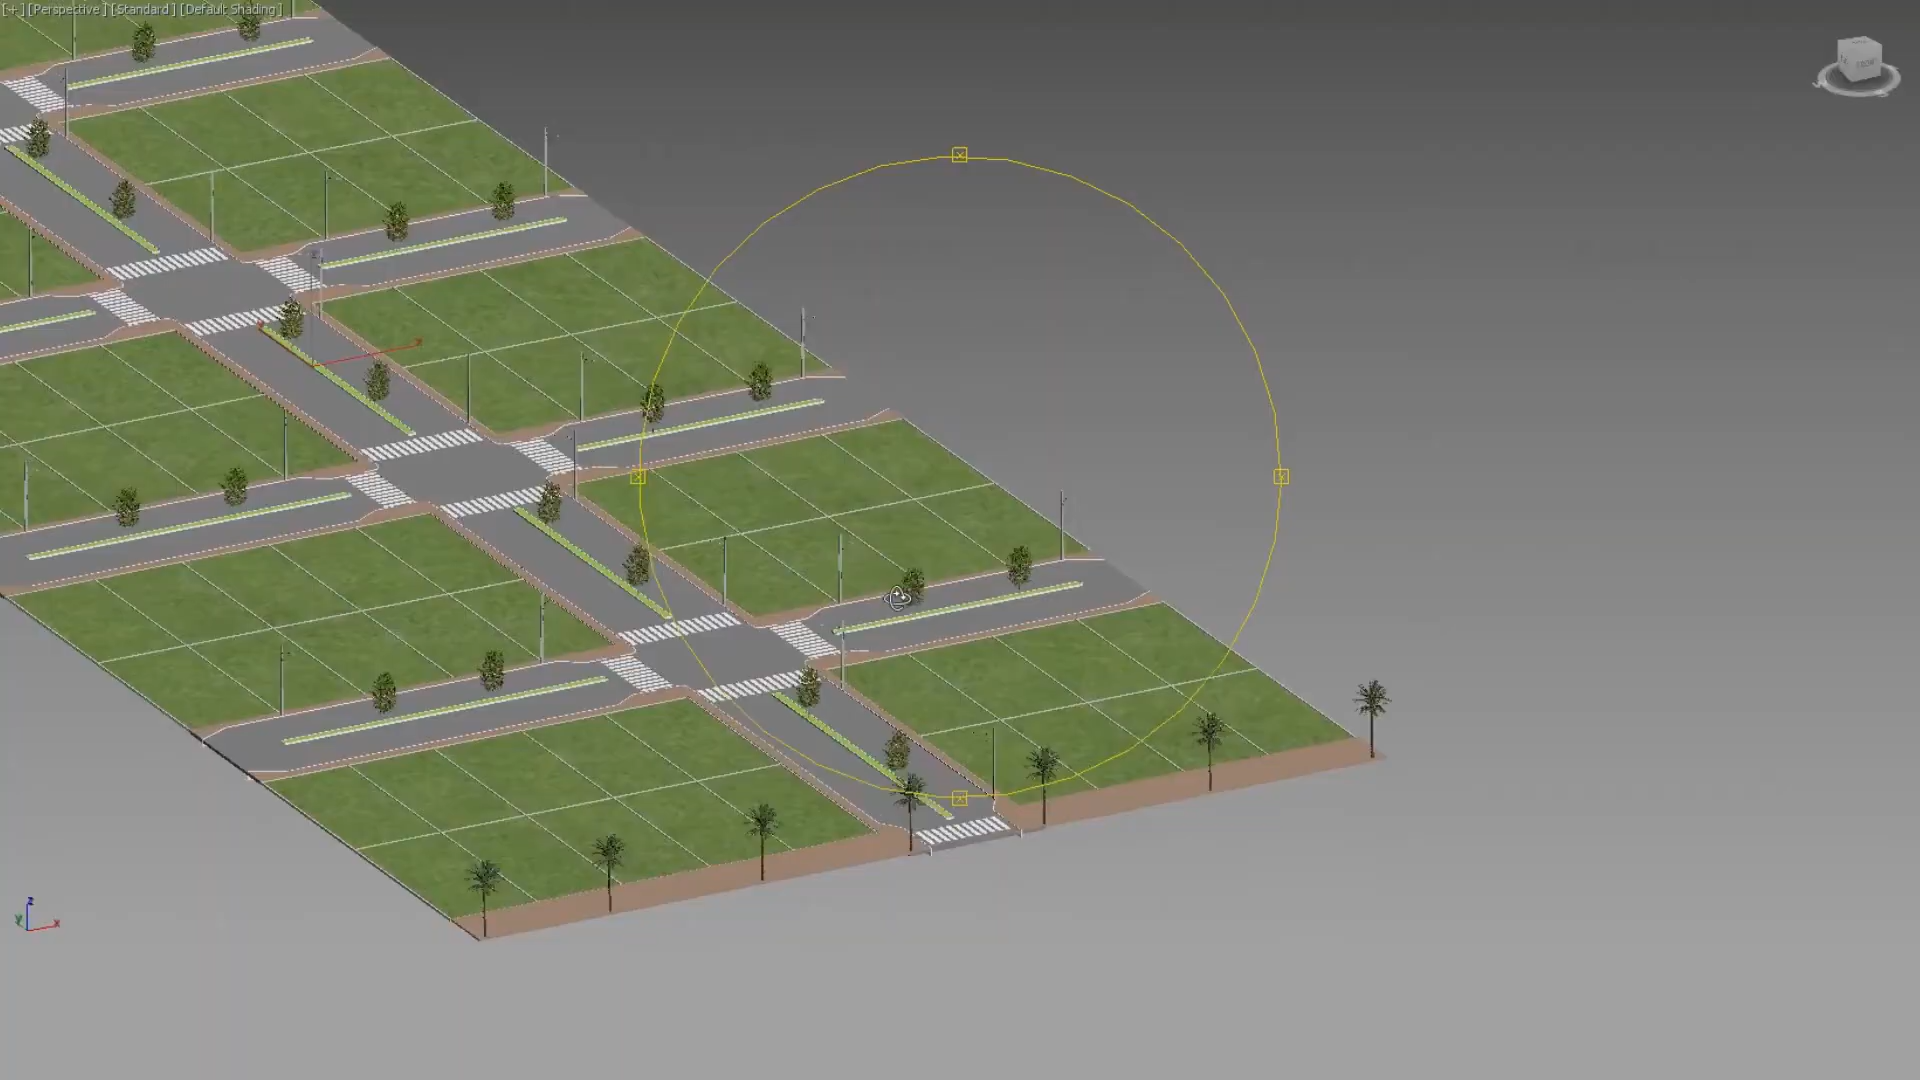 [+] [Perspective ] [Standard ] [Default Shading ]
z
y
x
x